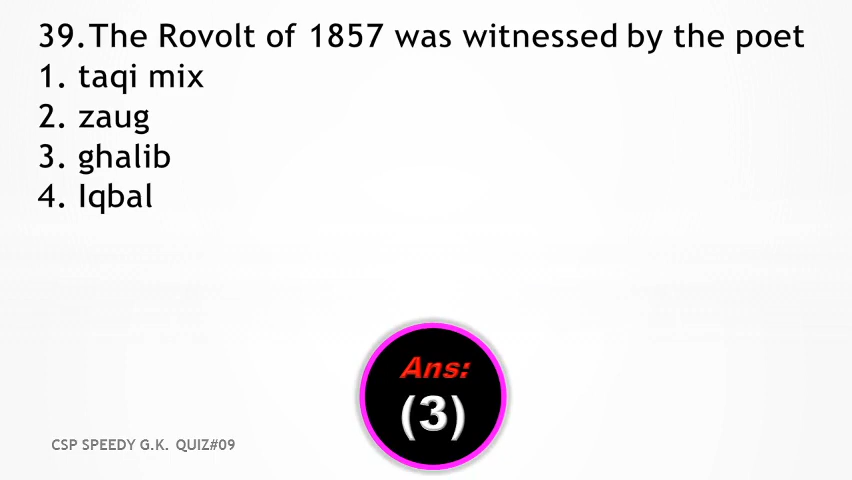 39.The Rovolt of 1857 was witnessed by the poet
1. taqi mix
2. zaug
3. ghalib
4. Iqbal
Ans:
(3)
CSP SPEEDY G.K. QUIZ#09